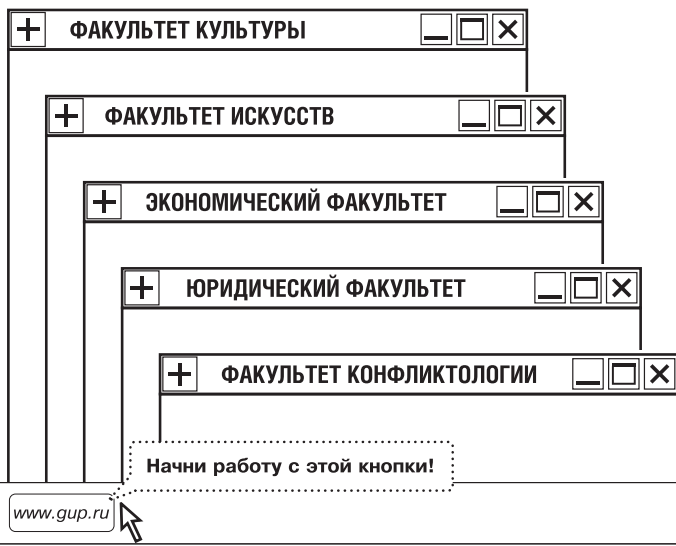 ФАКУЛЬТЕТ КУЛЬТУРЫ
ФАКУЛЬТЕТ ИСКУССТВ
ЭКОНОМИЧЕСКИЙ ФАКУЛЬТЕТ
ЮРИДИЧЕСКИЙ ФАКУЛЬТЕТ
ФАКУЛЬТЕТ КОНФЛИКТОЛОГИИ
Начни работу с этой кнопки!
www.gup.ru